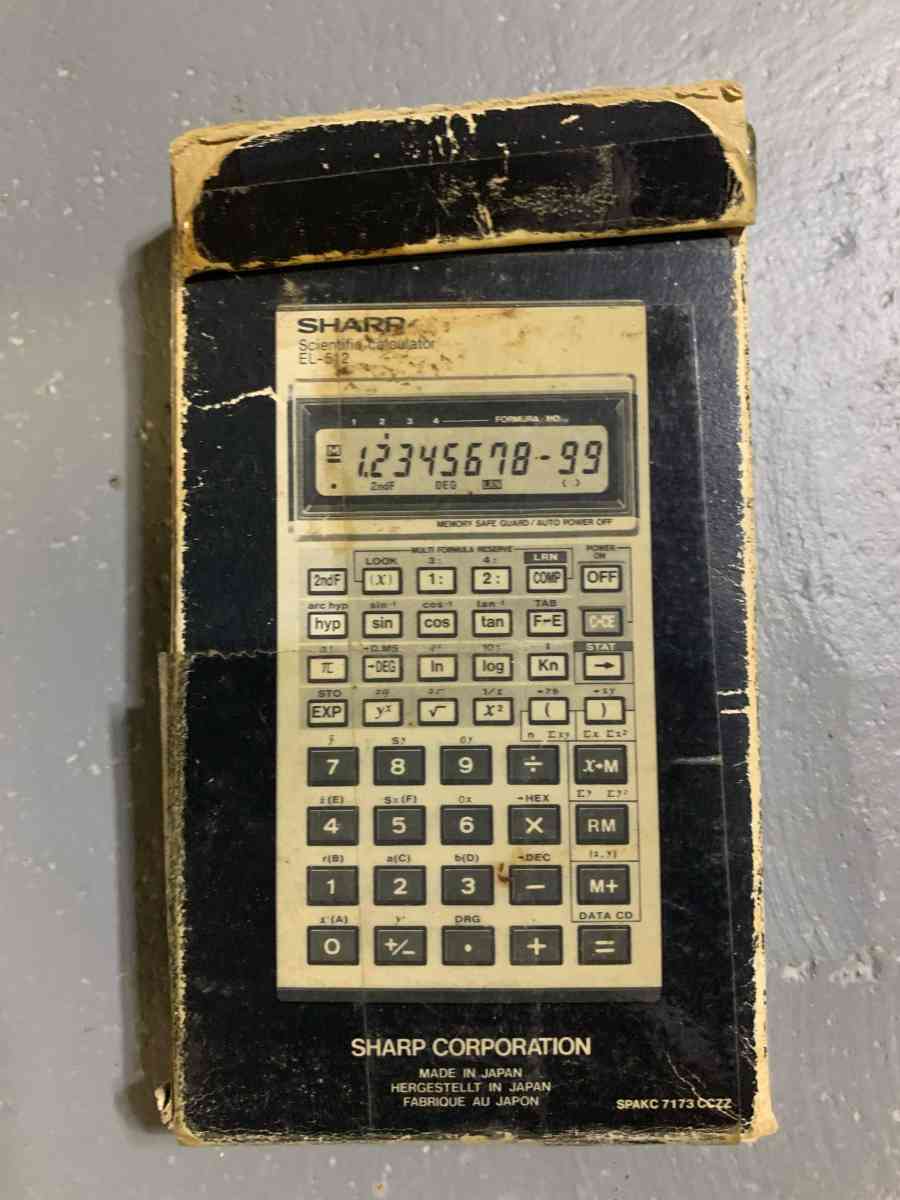 SHARP
Scientific calculator
EL-512
1 2 3 4 FORMURA NO.
M 1.2345678-99
2ndF DEG LRN ( )
MEMORY SAFE GUARD / AUTO POWER OFF
MULTI FORMULA RESERVE POWER
LOOK 3: 4: LRN ON
2ndF (x) 1: 2: COMP OFF
arc hyp sin⁻¹ cos⁻¹ tan⁻¹ TAB
hyp sin cos tan F↔E C·CE
n! →D.MS 10ˣ STAT
π →DEG ln log Kn →
STO 1/x →xy
EXP yˣ √ x² ( )
n Σxy Σx Σx²
7 8 9 ÷ x→M
Σy Σy²
Sx(F) σx →HEX
4 5 6 × RM
r(B) a(C) b(D) →DEC (x,y)
1 2 3 − M+
x'(A) y' DRG DATA CD
0 +/− · + =
SHARP CORPORATION
MADE IN JAPAN
HERGESTELLT IN JAPAN
FABRIQUE AU JAPON
SPAKC 7173 CCZZ